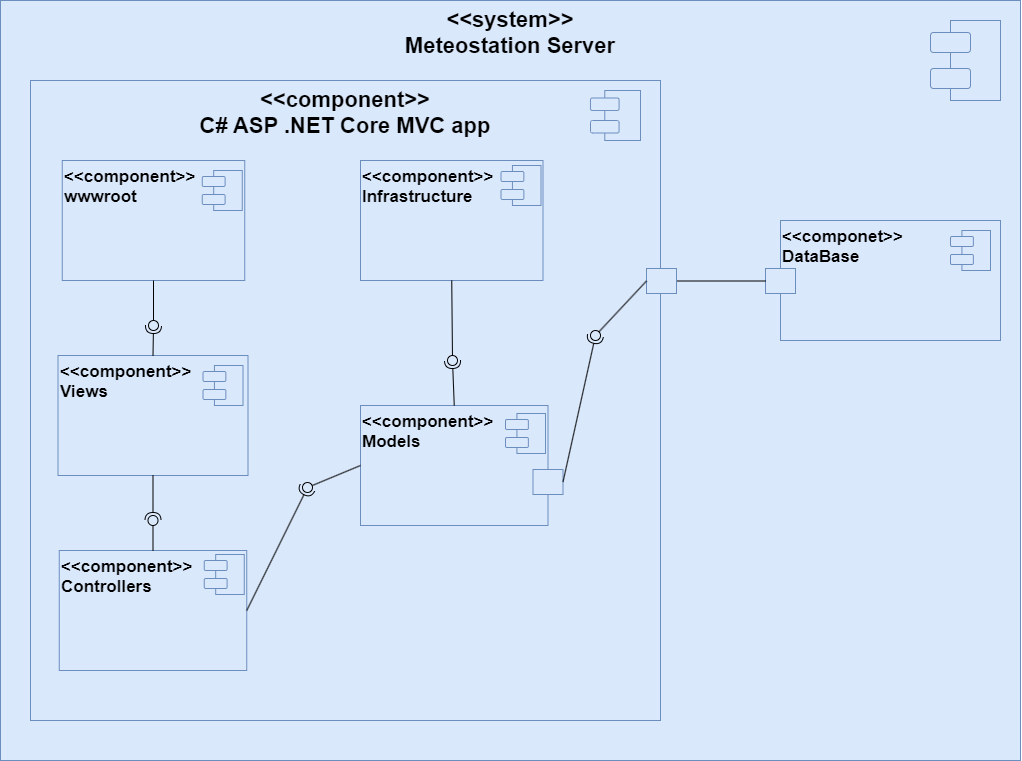 <<system>>
Meteostation Server
<<component>>
C# ASP .NET Core MVC app
<<component>>
wwwroot
<<component>>
Infrastructure
<<componet>>
DataBase
<<component>>
Views
<<component>>
Models
<<component>>
Controllers